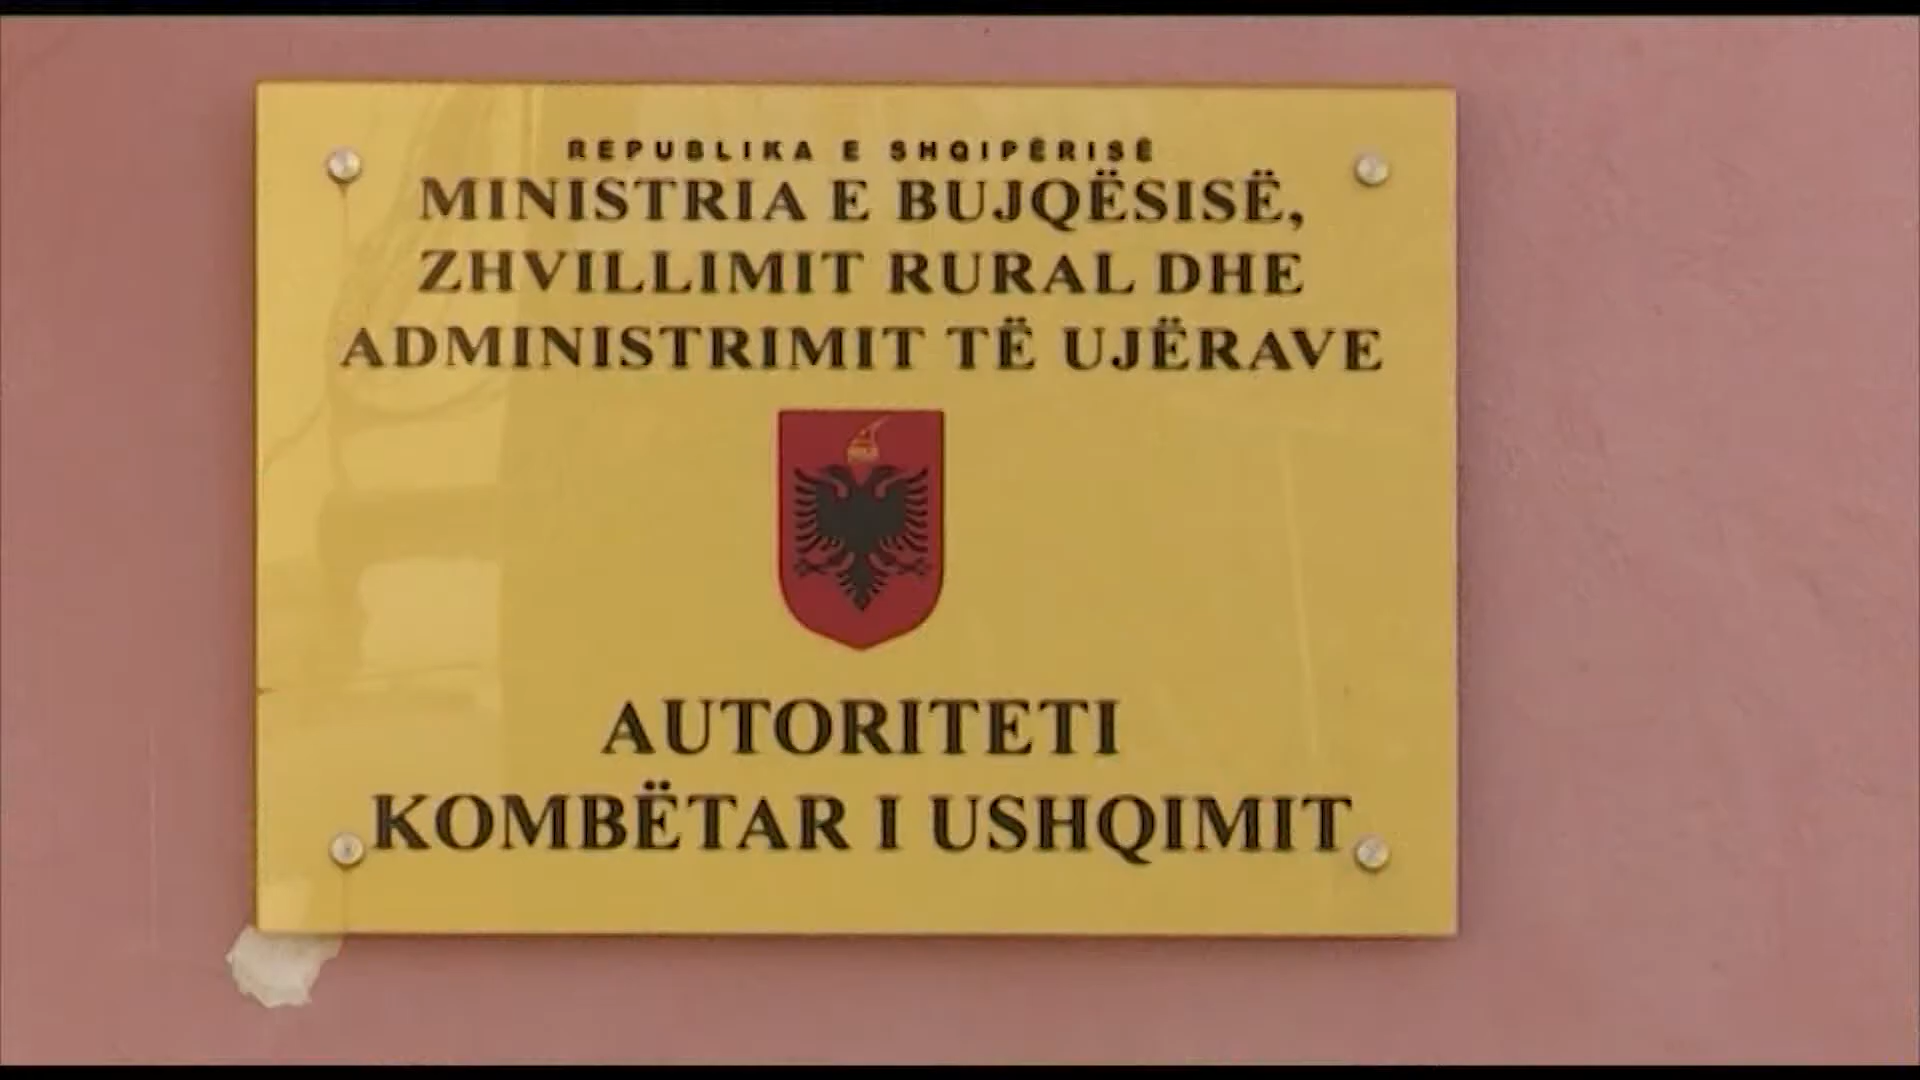 REPUBLIKA E SHQIPËRISË
MINISTRIA E BUJQËSISË,
ZHVILLIMIT RURAL DHE
ADMINISTRIMIT TË UJËRAVE
AUTORITETI
KOMBËTAR I USHQIMIT